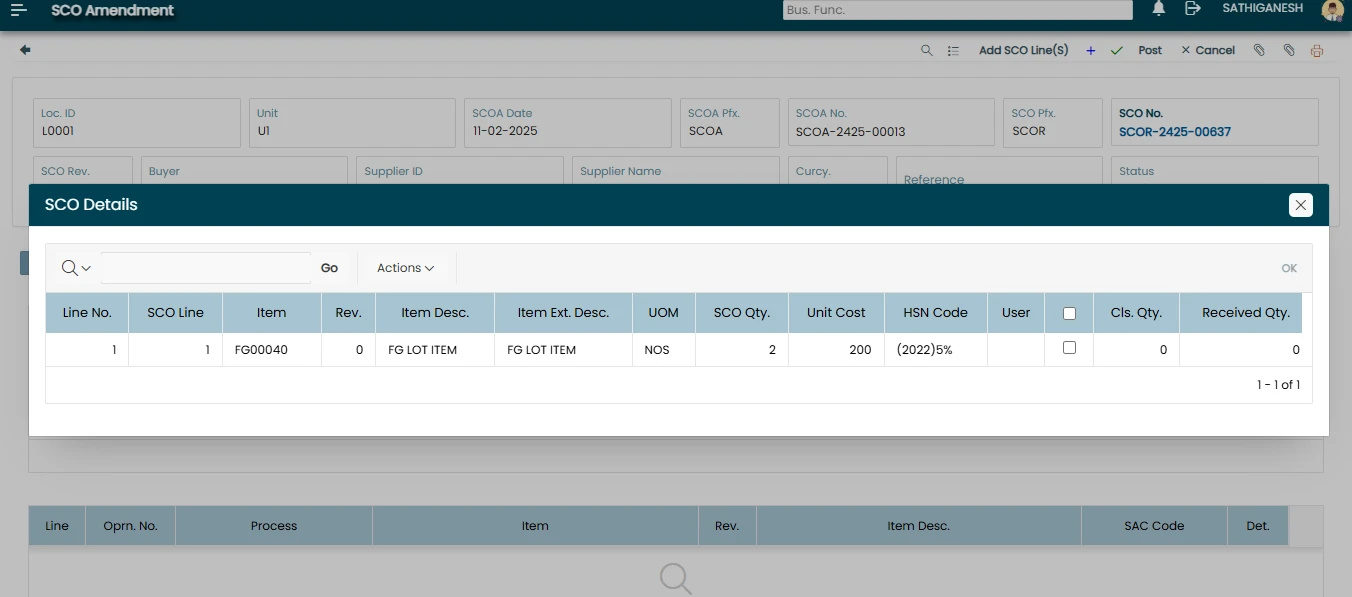 SCO Amendment
Bus. Func.
SATHIGANESH
Add SCO Line(S) + Post Cancel
Loc. ID Unit SCOA Date SCOA Pfx. SCOA No. SCO Pfx. SCO No.
L0001 U1 11-02-2025 SCOA SCOA-2425-00013 SCOR SCOR-2425-00637
SCO Rev. Buyer Supplier ID Supplier Name Curcy. Reference Status
SCO Details
Go Actions OK
Line No. SCO Line Item Rev. Item Desc. Item Ext. Desc. UOM SCO Qty. Unit Cost HSN Code User Cls. Qty. Received Qty.
1 1 FG00040 0 FG LOT ITEM FG LOT ITEM NOS 2 200 (2022)5% 0 0
1 - 1 of 1
Line Oprn. No. Process Item Rev. Item Desc. SAC Code Det.